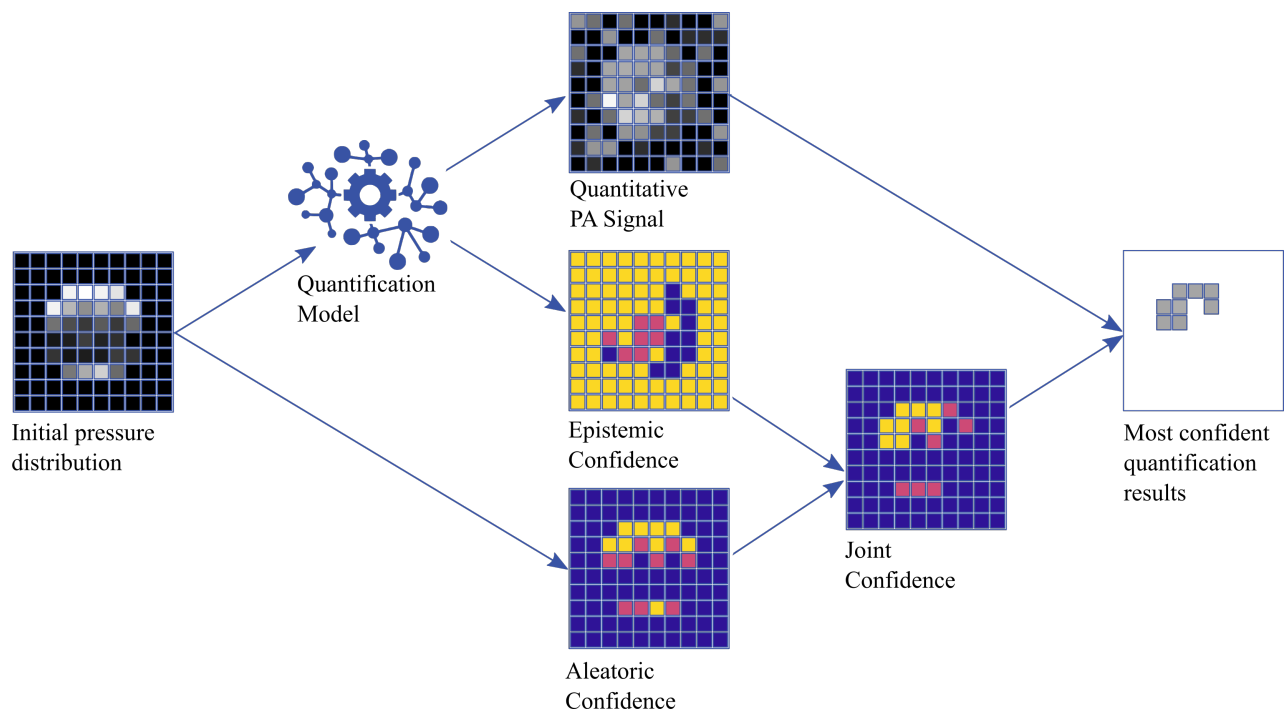 Initial pressure
distribution
Quantification
Model
Quantitative
PA Signal
Epistemic
Confidence
Aleatoric
Confidence
Joint
Confidence
Most confident
quantification
results